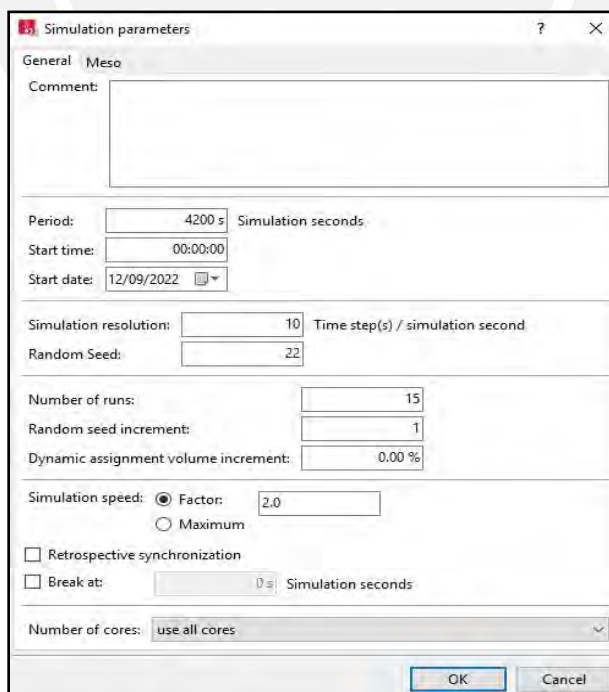 Simulation parameters ? ×
General Meso
Comment:
Period: 4200 s Simulation seconds
Start time: 00:00:00
Start date: 12/09/2022
Simulation resolution: 10 Time step(s) / simulation second
Random Seed: 22
Number of runs: 15
Random seed increment: 1
Dynamic assignment volume increment: 0.00 %
Simulation speed: Factor: 2.0
Maximum
Retrospective synchronization
Break at: 0 s Simulation seconds
Number of cores: use all cores
OK Cancel